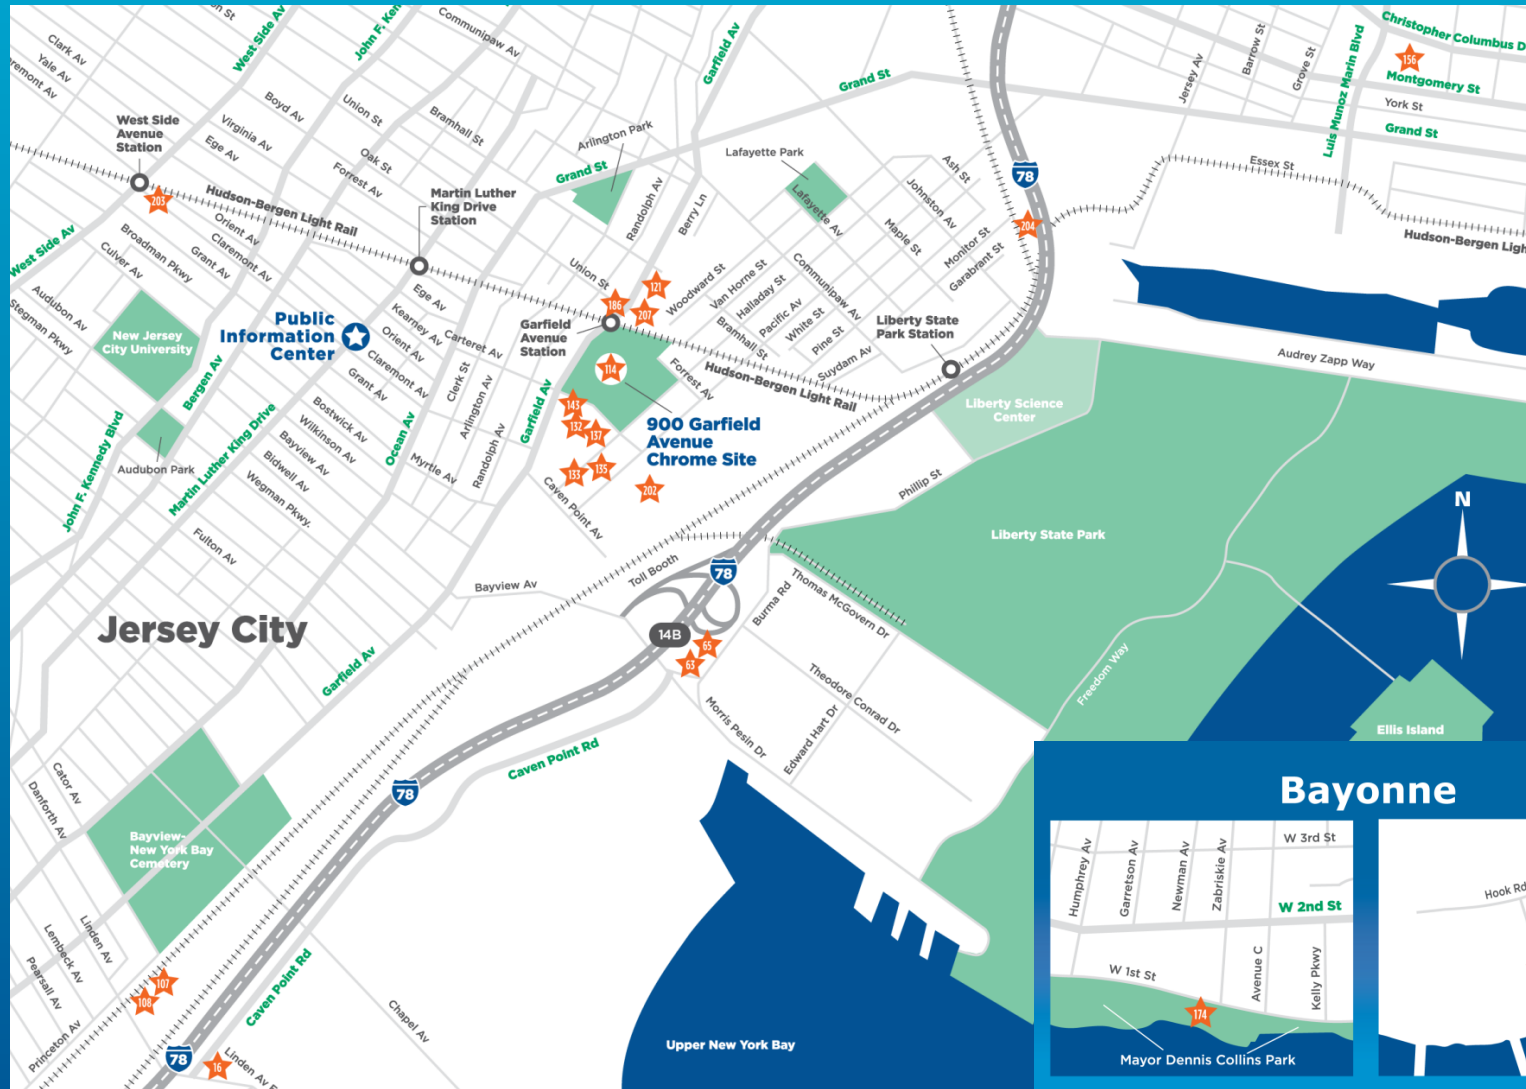 Clark Av
Yale Av
West Side Av
Communipaw Av
Garfield Av
Grand St
Jersey Av
Barrow St
Grove St
Luis Munoz Marin Blvd
156
Montgomery St
York St
Grand St
Essex St
78
West Side
Avenue
Station
Boyd Av
Virginia Av
Ege Av
Union St
Oak St
Forrest Av
Bramhall St
Arlington Park
Grand St
Lafayette Park
Lafayette Av
Ash St
Johnston Av
Maple St
Monitor St
Garabrant St
204
203
Hudson-Bergen Light Rail
Martin Luther
King Drive
Station
Randolph Av
Berry Ln
West Side Av
Orient Av
Claremont Av
Grant Av
Broadman Pkwy
Culver Av
Audubon Av
Stegman Pkwy
New Jersey
City University
Public
Information
Center
Union St
121
186
207
Garfield
Avenue
Station
Woodward St
Van Horne St
Halladay St
Pacific Av
Communipaw Av
White St
Bramhall St
Pine St
Suydam Av
Forrest Av
Hudson-Bergen Light Rail
Liberty State
Park Station
Audrey Zapp Way
Liberty Science
Center
Ege Av
Kearney Av
Orient Av
Claremont Av
Grant Av
Carteret Av
Clerk St
Arlington Av
Randolph Av
Garfield Av
114
143
132
137
133
135
202
900 Garfield
Avenue
Chrome Site
Bergen Av
John F. Kennedy Blvd
Audubon Park
Martin Luther King Drive
Bostwick Av
Wilkinson Av
Bayview Av
Bidwell Av
Wegman Pkwy.
Fulton Av
Ocean Av
Myrtle Av
Caven Point Av
Phillip St
Liberty State Park
N
Toll Booth
78
Bayview Av
Burma Rd
Thomas McGovern Dr
14B
65
63
Jersey City
Garfield Av
Theodore Conrad Dr
Edward Hart Dr
Morris Pesin Dr
Freedom Way
Ellis Island
Caven Point Rd
78
Cator Av
Danforth Av
Bayview-
New York Bay
Cemetery
Linden Av
Lembeck Av
Pearsall Av
Princeton Av
107
108
78
16
Caven Point Rd
Chapel Av
Upper New York Bay
Bayonne
Humphrey Av
Garretson Av
Newman Av
Zabriskie Av
W 3rd St
W 2nd St
W 1st St
Avenue C
Kelly Pkwy
174
Mayor Dennis Collins Park
Hook Rd